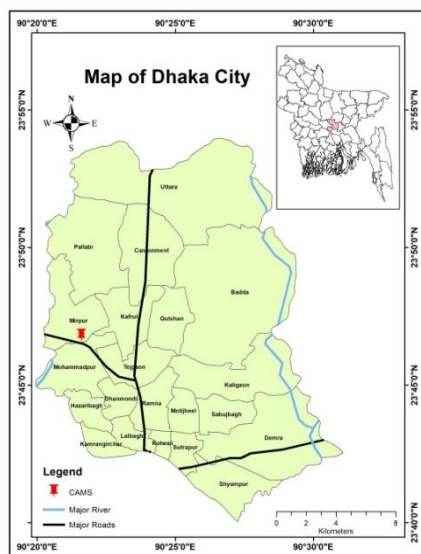 90°20'0"E 90°25'0"E 90°30'0"E
Map of Dhaka City
N
W E
S
23°55'0"N 23°55'0"N
Uttara
23°50'0"N 23°50'0"N
Pallabi
Cantonment
Badda
Mirpur
Kafrul
Gulshan
Mohammadpur
Tejgaon
23°45'0"N 23°45'0"N
Kaligaon
Dhanmondi
Hazaribagh
Ramna
Motijheel
Sabujbagh
Lalbagh
Kamrangirchar
Kotwali
Sutrapur
Demra
Shyampur
Legend
CAMS
Major River
Major Roads
0 2 4 8
Kilometers
23°40'0"N 23°40'0"N
90°20'0"E 90°25'0"E 90°30'0"E